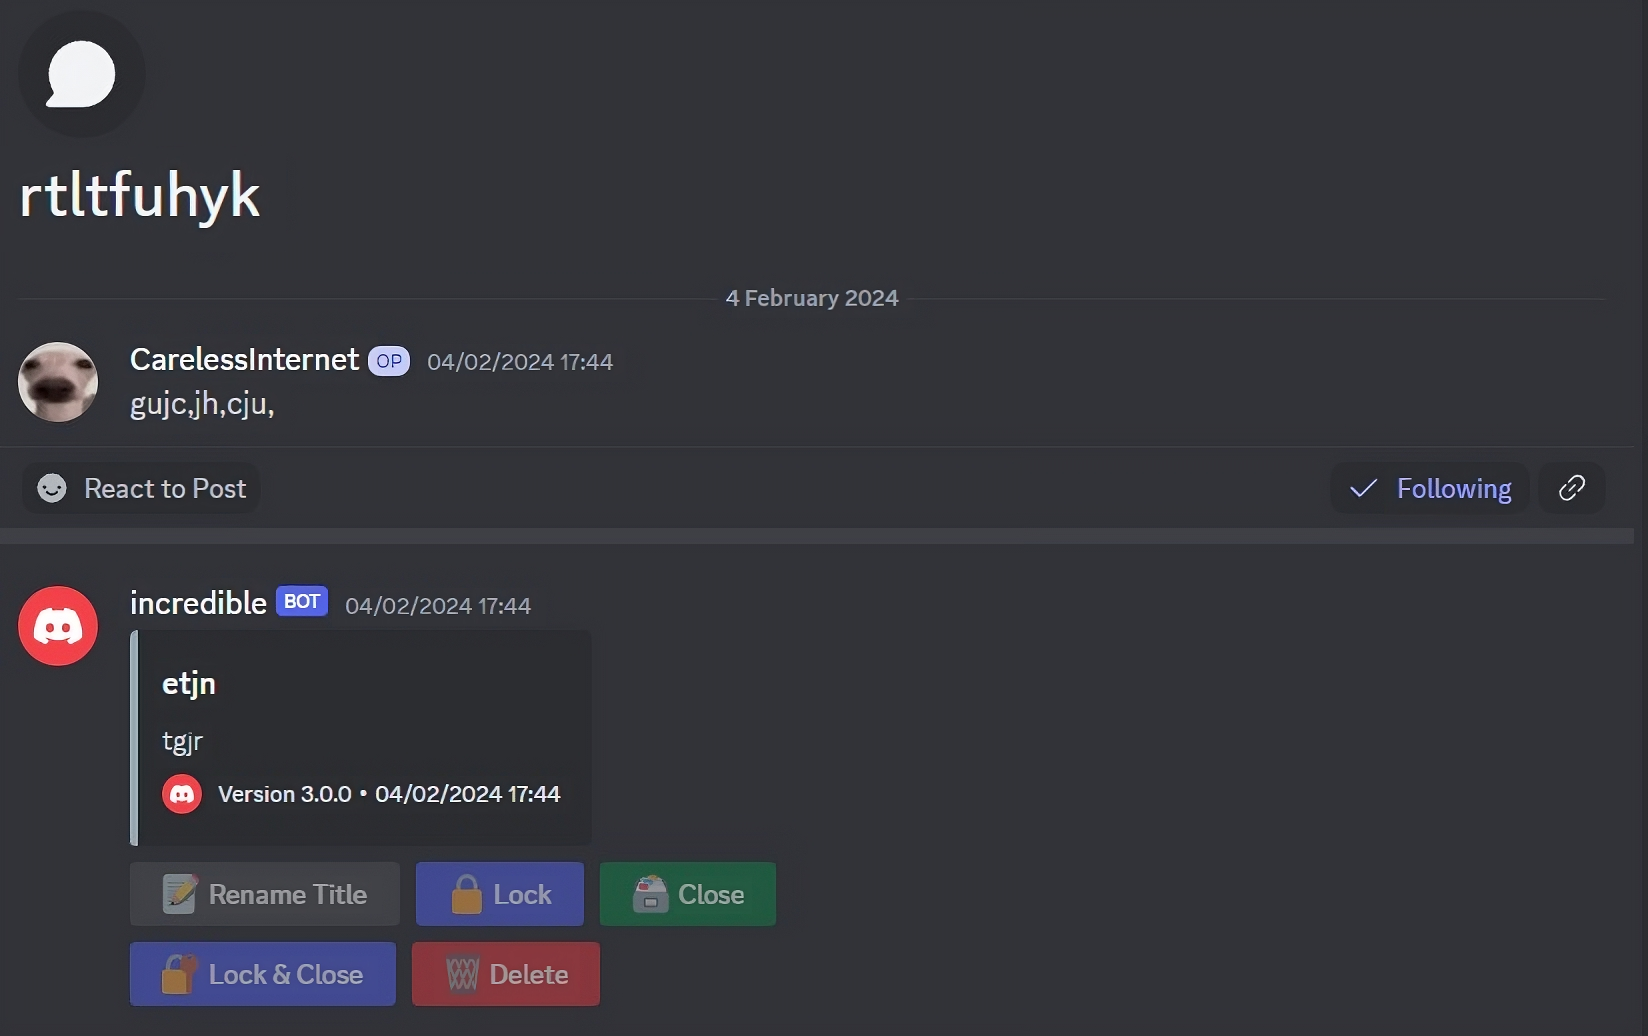 rtltfuhyk
4 February 2024
CarelessInternet OP 04/02/2024 17:44
gujc,jh,cju,
React to Post Following
incredible BOT 04/02/2024 17:44
etjn
tgjr
Version 3.0.0 • 04/02/2024 17:44
Rename Title Lock Close
Lock & Close Delete